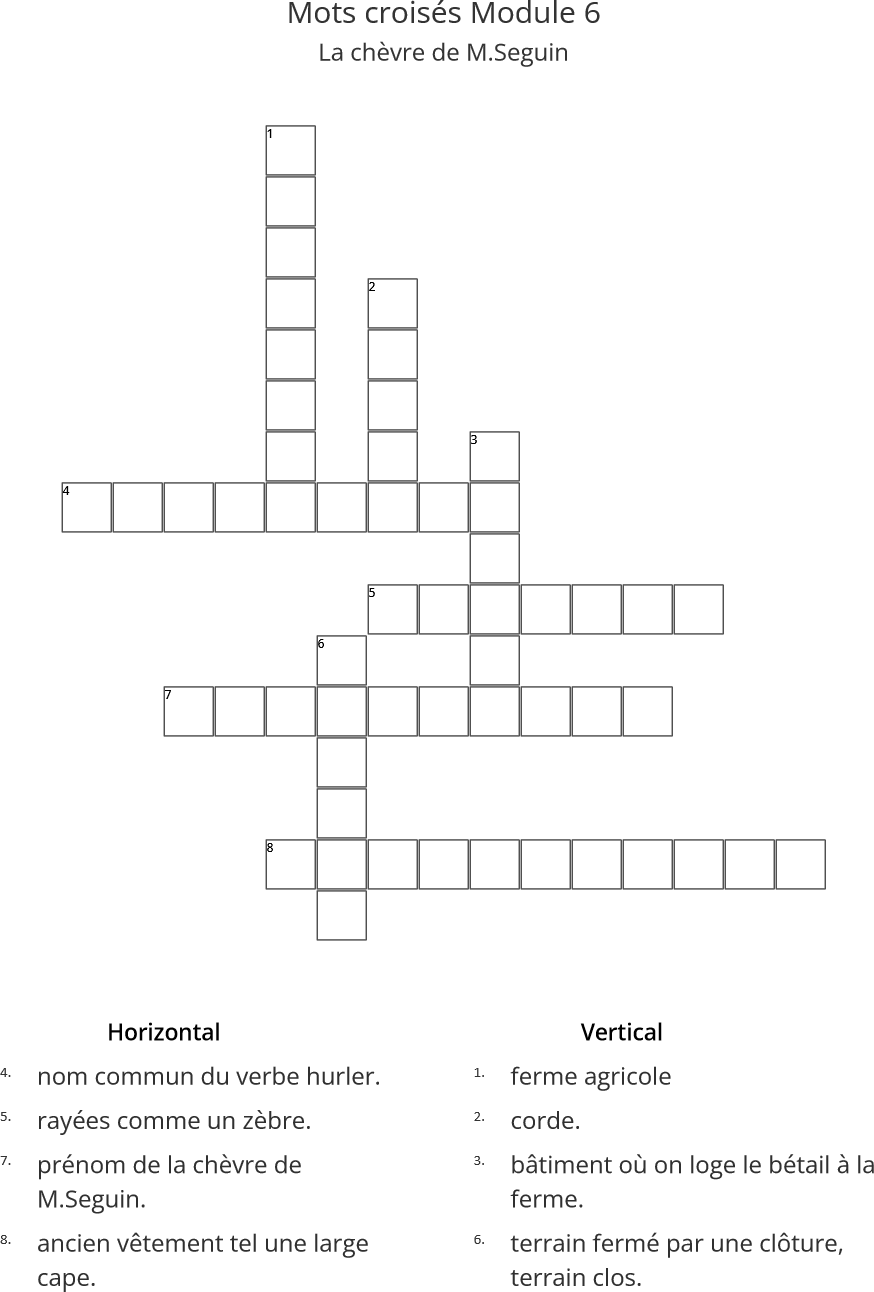 Mots croisés Module 6
La chèvre de M.Seguin
1
2
3
4
5
6
7
8
Horizontal
4. nom commun du verbe hurler.
5. rayées comme un zèbre.
7. prénom de la chèvre de
M.Seguin.
8. ancien vêtement tel une large
cape.
Vertical
1. ferme agricole
2. corde.
3. bâtiment où on loge le bétail à la
ferme.
6. terrain fermé par une clôture,
terrain clos.